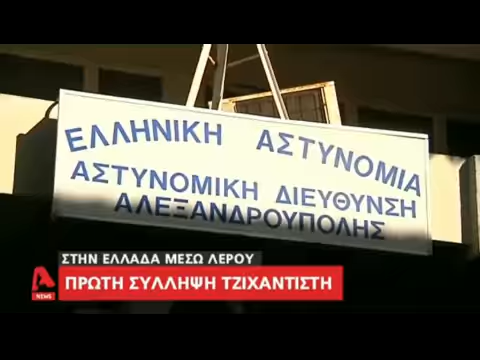 ΕΛΛΗΝΙΚΗ ΑΣΤΥΝΟΜΙΑ
ΑΣΤΥΝΟΜΙΚΗ ΔΙΕΥΘΥΝΣΗ
ΑΛΕΞΑΝΔΡΟΥΠΟΛΗΣ
ΣΤΗΝ ΕΛΛΑΔΑ ΜΕΣΩ ΛΕΡΟΥ
ΠΡΩΤΗ ΣΥΛΛΗΨΗ ΤΖΙΧΑΝΤΙΣΤΗ
A
NEWS